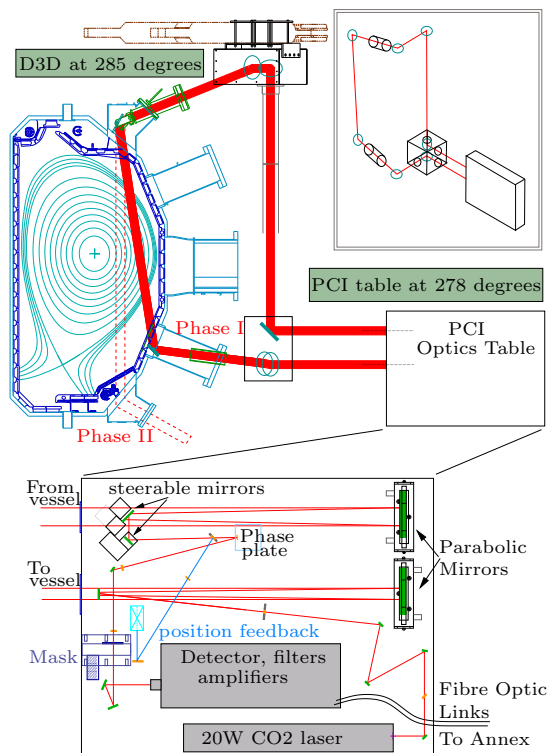 D3D at 285 degrees
PCI table at 278 degrees
Phase I
PCI
Optics Table
Phase II
From
vessel
steerable mirrors
Phase
plate
Parabolic
Mirrors
To
vessel
position feedback
Mask
Detector, filters
amplifiers
Fibre Optic
Links
20W CO2 laser
To Annex